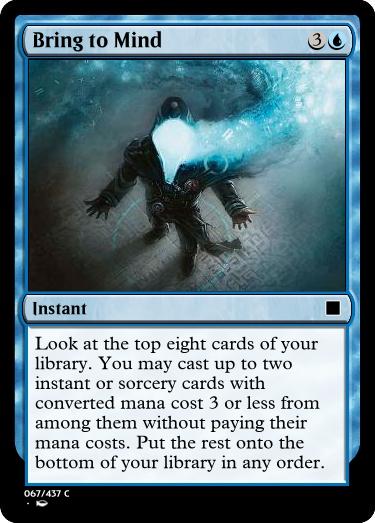 Bring to Mind 3
Instant
Look at the top eight cards of your
library. You may cast up to two
instant or sorcery cards with
converted mana cost 3 or less from
among them without paying their
mana costs. Put the rest onto the
bottom of your library in any order.
067/437 C